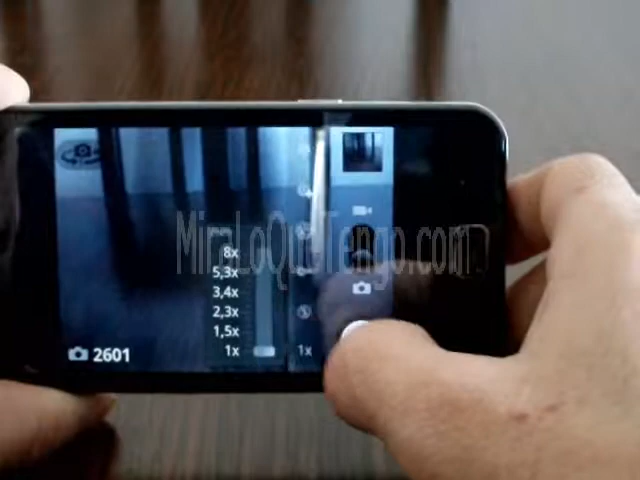 MiraLoQueTengo.com
8x
5,3x
3,4x
2,3x
1,5x
1x
1x
2601